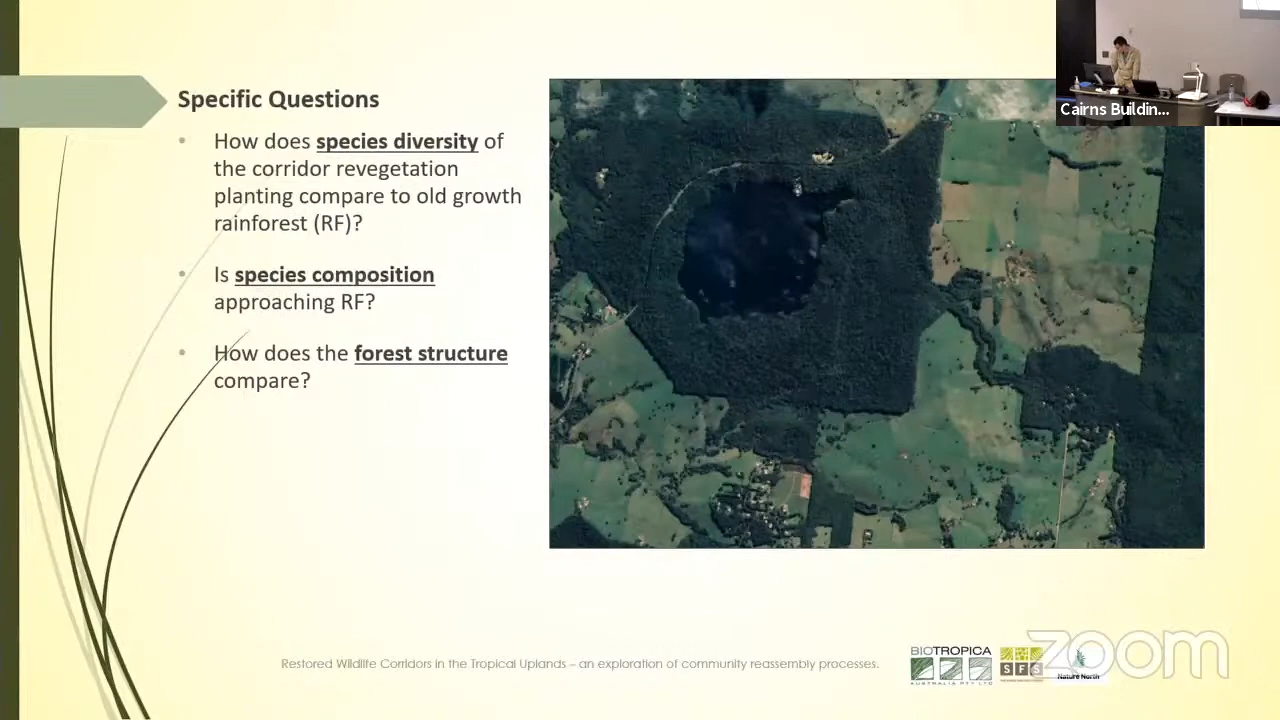 Specific Questions
• How does species diversity of
the corridor revegetation
planting compare to old growth
rainforest (RF)?
• Is species composition
approaching RF?
• How does the forest structure
compare?
Cairns Buildin...
Restored Wildlife Corridors in the Tropical Uplands – an exploration of community reassembly processes.
BIOTROPICA
AUSTRALIA PTY LTD
SFS
Nature North
zoom